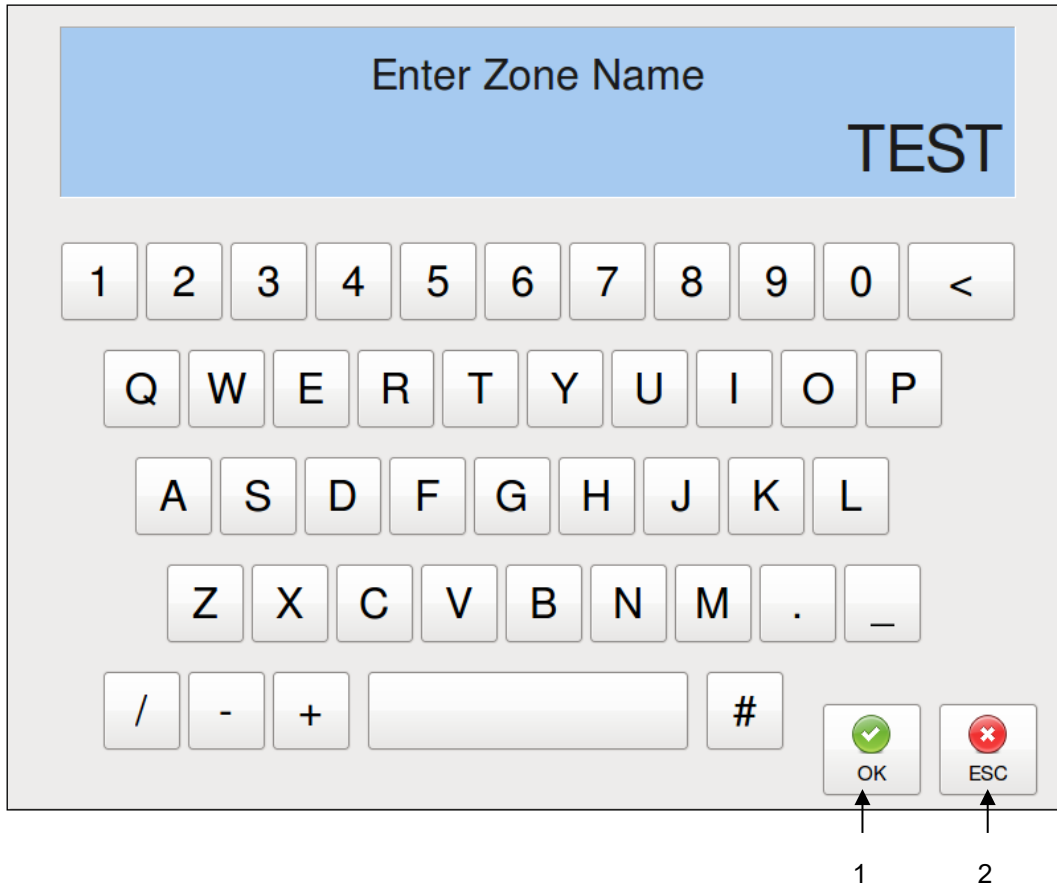 Enter Zone Name
TEST
1 2 3 4 5 6 7 8 9 0 <
Q W E R T Y U I O P
A S D F G H J K L
Z X C V B N M . _
/ - + #
OK ESC
1 2